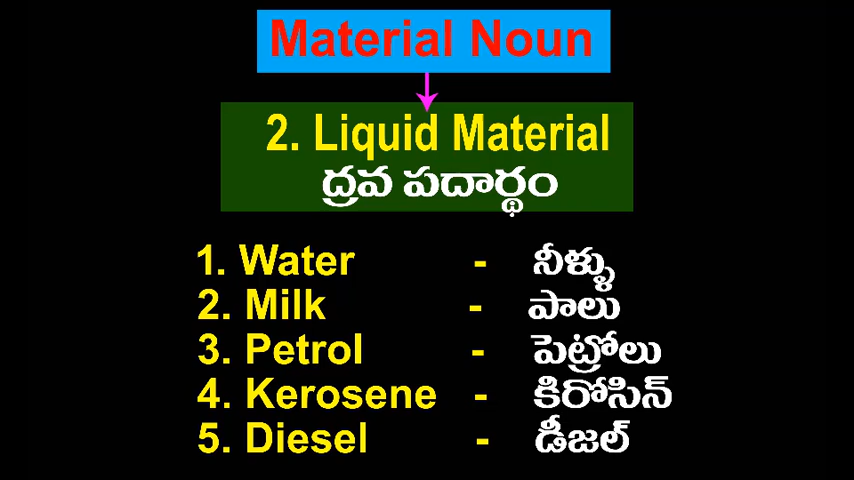 Material Noun
2. Liquid Material
ద్రవ పదార్థం
1. Water - నీళ్ళు
2. Milk - పాలు
3. Petrol - పెట్రోలు
4. Kerosene - కిరోసిన్
5. Diesel - డీజల్